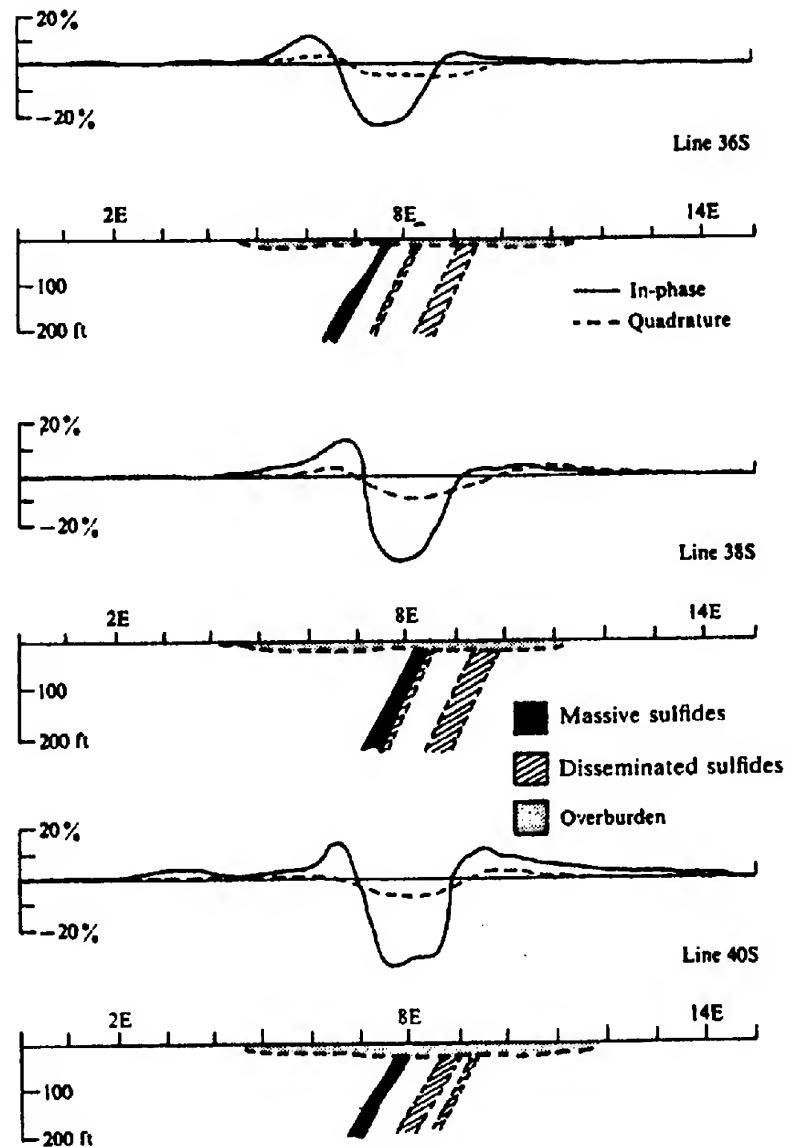 20%
-20%
Line 36S
2E 8E 14E
100
200 ft
In-phase
Quadrature
20%
-20%
Line 38S
2E 8E 14E
100
200 ft
Massive sulfides
Disseminated sulfides
Overburden
20%
-20%
Line 40S
2E 8E 14E
100
200 ft